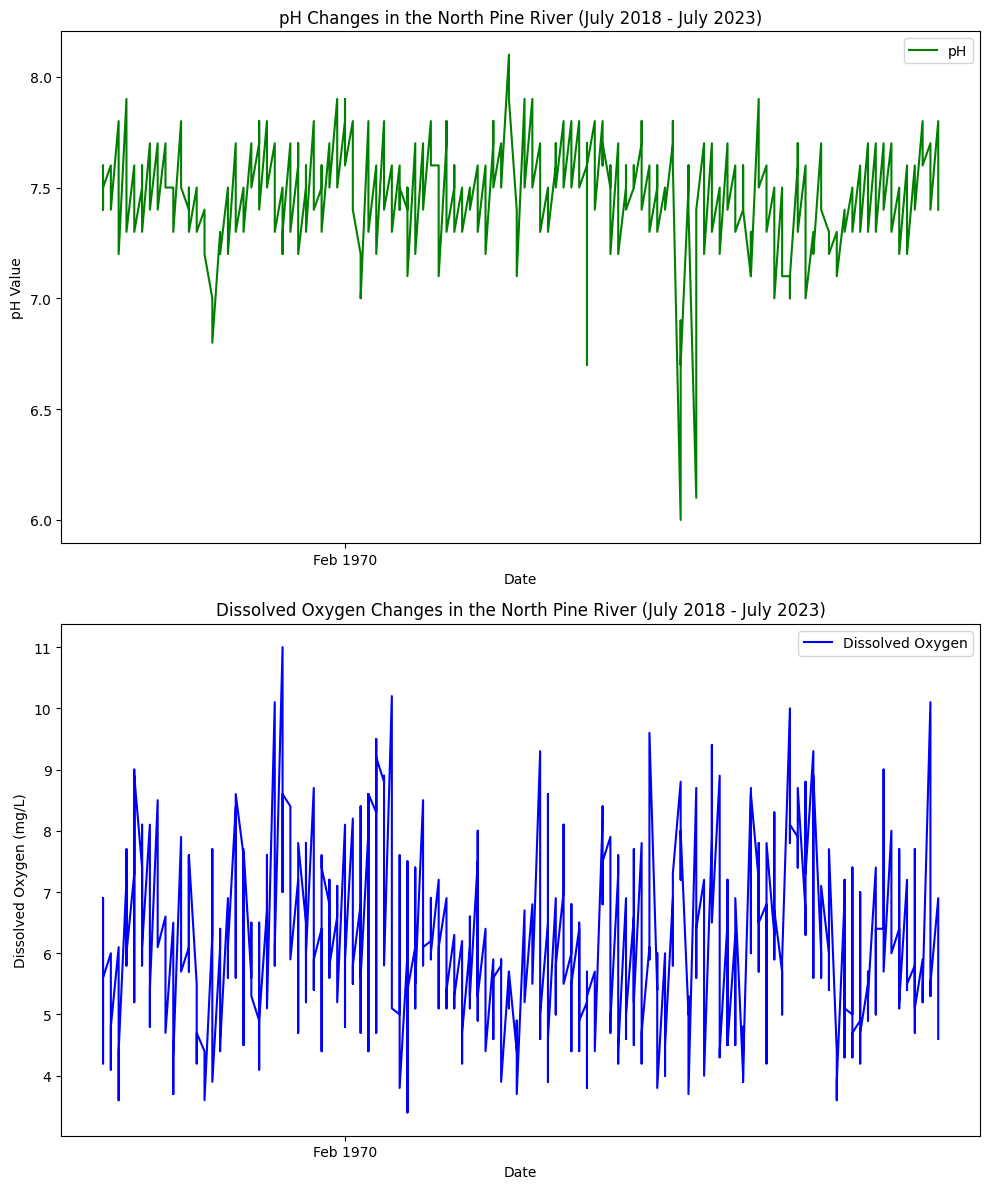 pH Changes in the North Pine River (July 2018 - July 2023)
pH
8.0
7.5
7.0
6.5
6.0
pH Value
Feb 1970
Date
Dissolved Oxygen Changes in the North Pine River (July 2018 - July 2023)
Dissolved Oxygen
11
10
9
8
7
6
5
4
Dissolved Oxygen (mg/L)
Feb 1970
Date